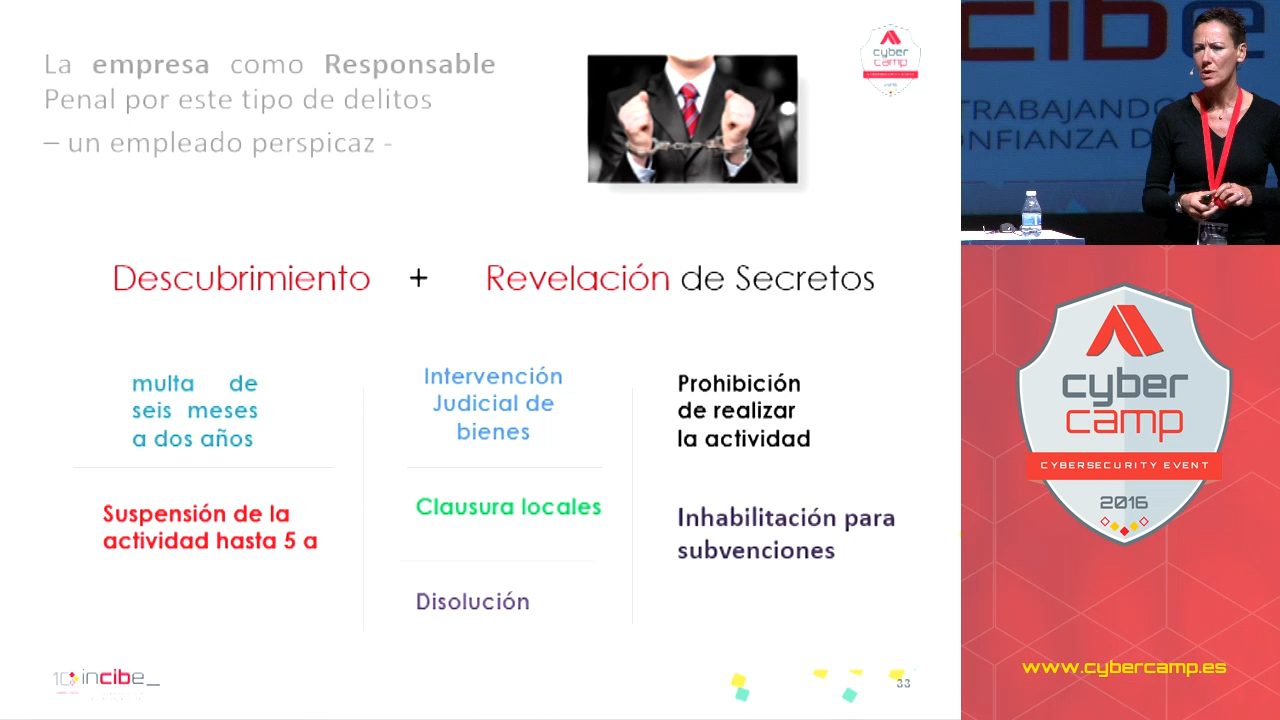 La empresa como Responsable
Penal por este tipo de delitos
– un empleado perspicaz -
cyber
camp
Descubrimiento + Revelación de Secretos
multa de
seis meses
a dos años
Intervención
Judicial de
bienes
Prohibición
de realizar
la actividad
Suspensión de la
actividad hasta 5 a
Clausura locales
Inhabilitación para
subvenciones
Disolución
10 incibe_
33
cibe
TRABAJANDO
NFIANZA D
cyber
camp
CYBERSECURITY EVENT
2016
www.cybercamp.es